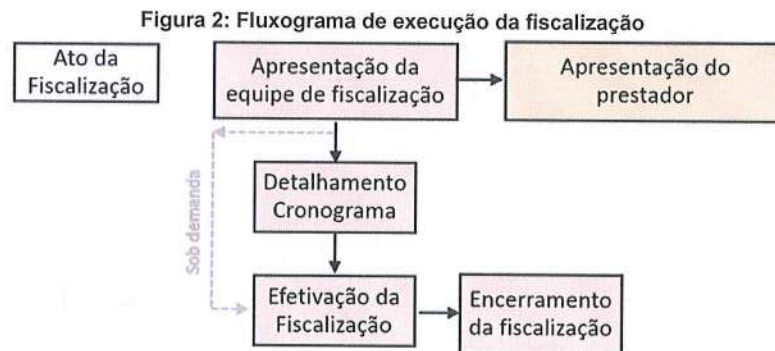 Figura 2: Fluxograma de execução da fiscalização
Ato da
Fiscalização
Apresentação da
equipe de fiscalização
Apresentação do
prestador
Sob demanda
Detalhamento
Cronograma
Efetivação da
Fiscalização
Encerramento
da fiscalização